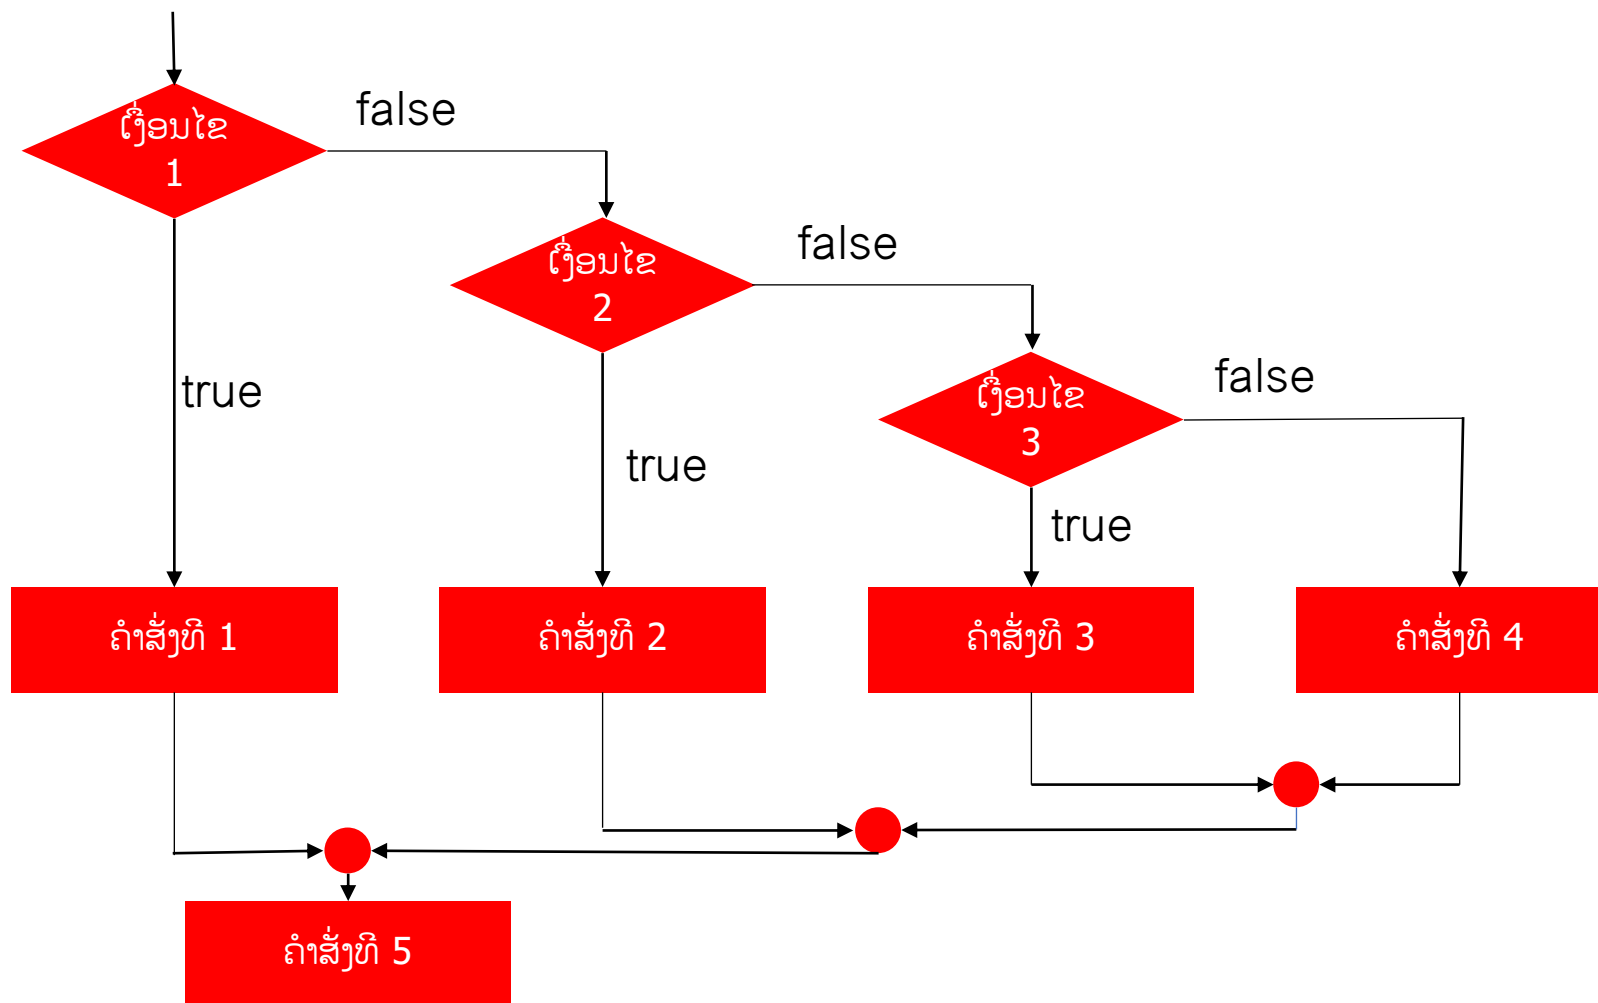 ເງື່ອນໄຂ
1
false
ເງື່ອນໄຂ
2
false
ເງື່ອນໄຂ
3
false
true
true
true
ຄຳສັ່ງທີ 1
ຄຳສັ່ງທີ 2
ຄຳສັ່ງທີ 3
ຄຳສັ່ງທີ 4
ຄຳສັ່ງທີ 5